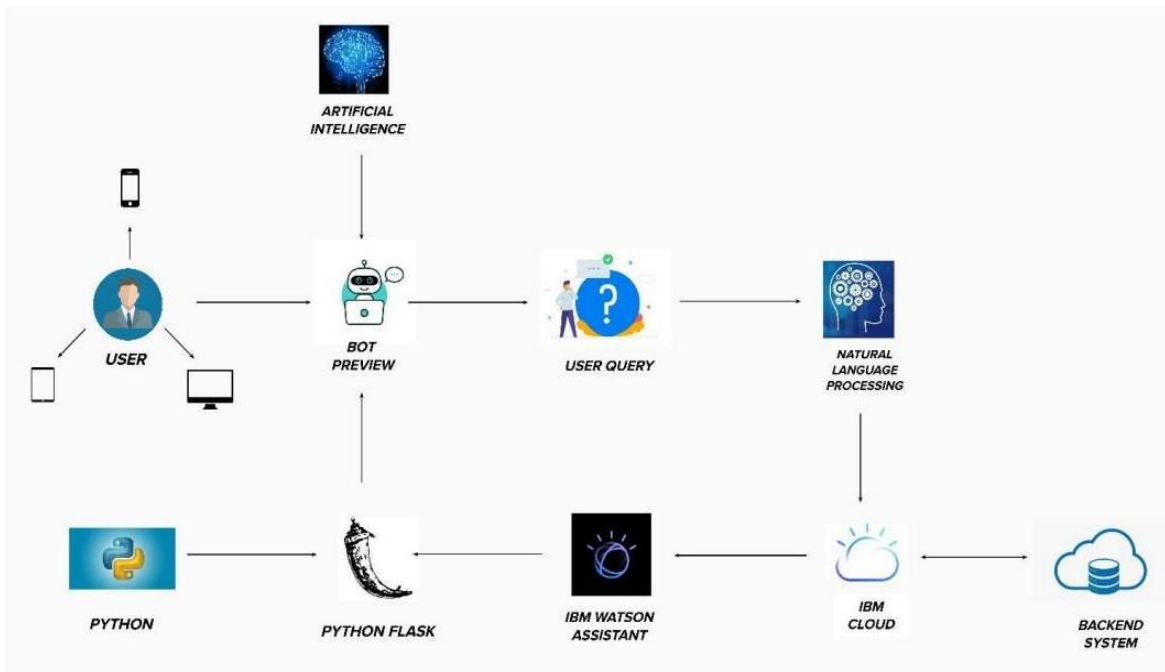 ARTIFICIAL
INTELLIGENCE
USER
BOT
PREVIEW
USER QUERY
NATURAL
LANGUAGE
PROCESSING
PYTHON
PYTHON FLASK
IBM WATSON
ASSISTANT
IBM
CLOUD
BACKEND
SYSTEM